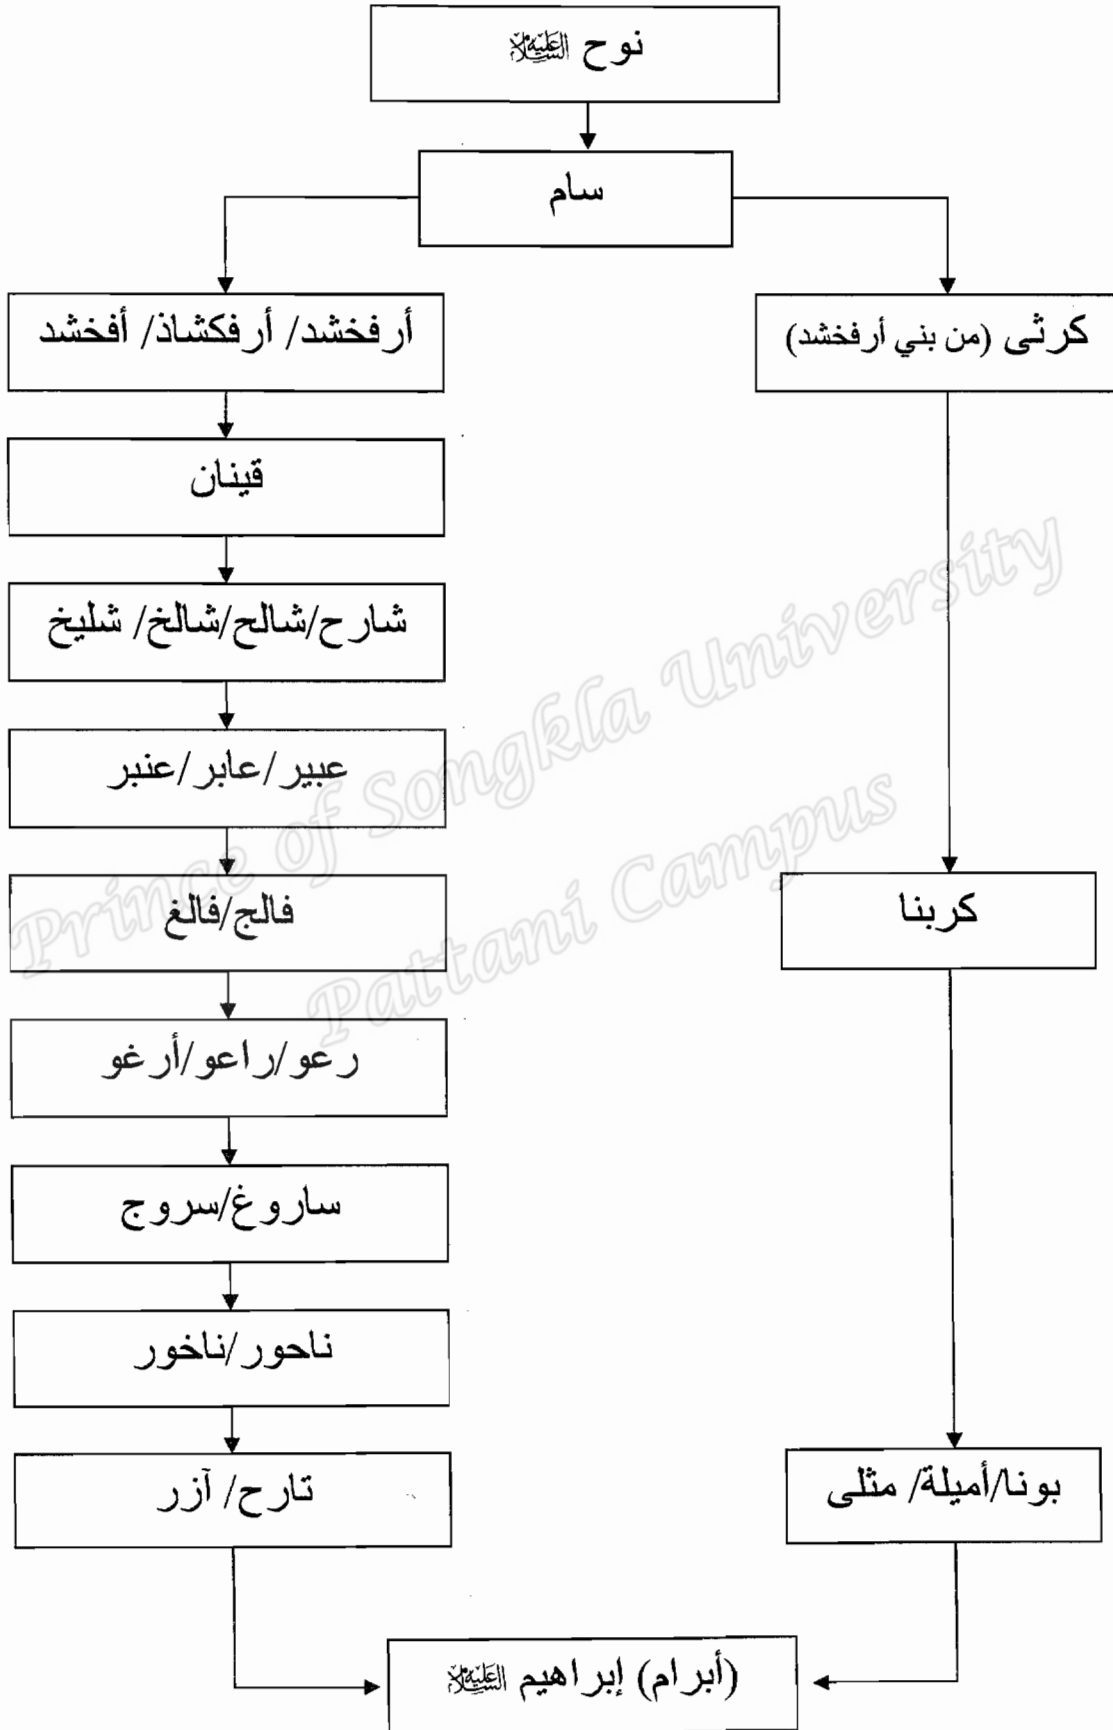 نوح عليه السلام
سام
كرثى (من بني أرفخشد)
أرفخشد/ أرفكشاذ/ أفخشد
قينان
شارح/شالح/شالخ/ شليخ
عبير/عابر/عنبر
كربنا
فالج/فالغ
رعو/راعو/أرغو
ساروغ/سروج
ناحور/ناخور
بونا/أميلة/ مثلى
تارح/ آزر
(أبرام) إبراهيم عليه السلام
Prince of Songkla University
Pattani Campus